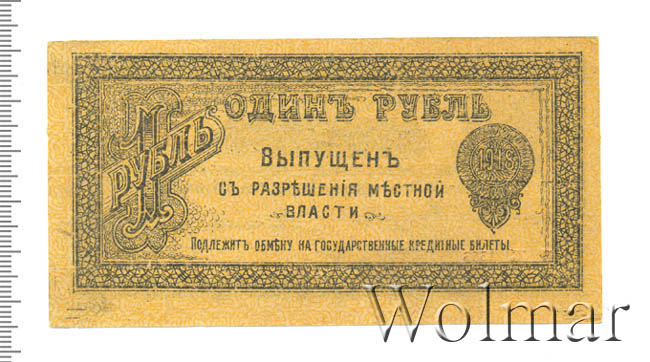 ОДИНЪ РУБЛЬ
1
РУБЛЬ
1918
ВЫПУЩЕНЪ
СЪ РАЗРѢШЕНІЯ МѢСТНОЙ
ВЛАСТИ
ПОДЛЕЖИТЪ ОБМѢНУ НА ГОСУДАРСТВЕННЫЕ КРЕДИТНЫЕ БИЛЕТЫ.
Wolmar